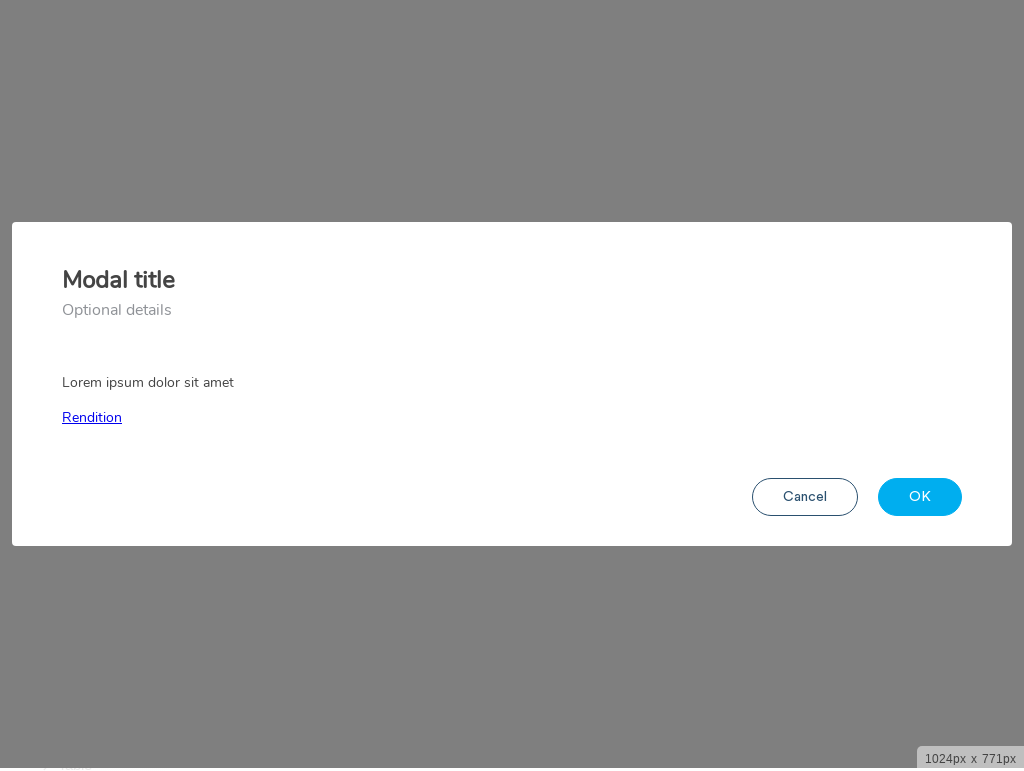 Modal title
Optional details
Lorem ipsum dolor sit amet
Rendition
Cancel OK
1024px x 771px